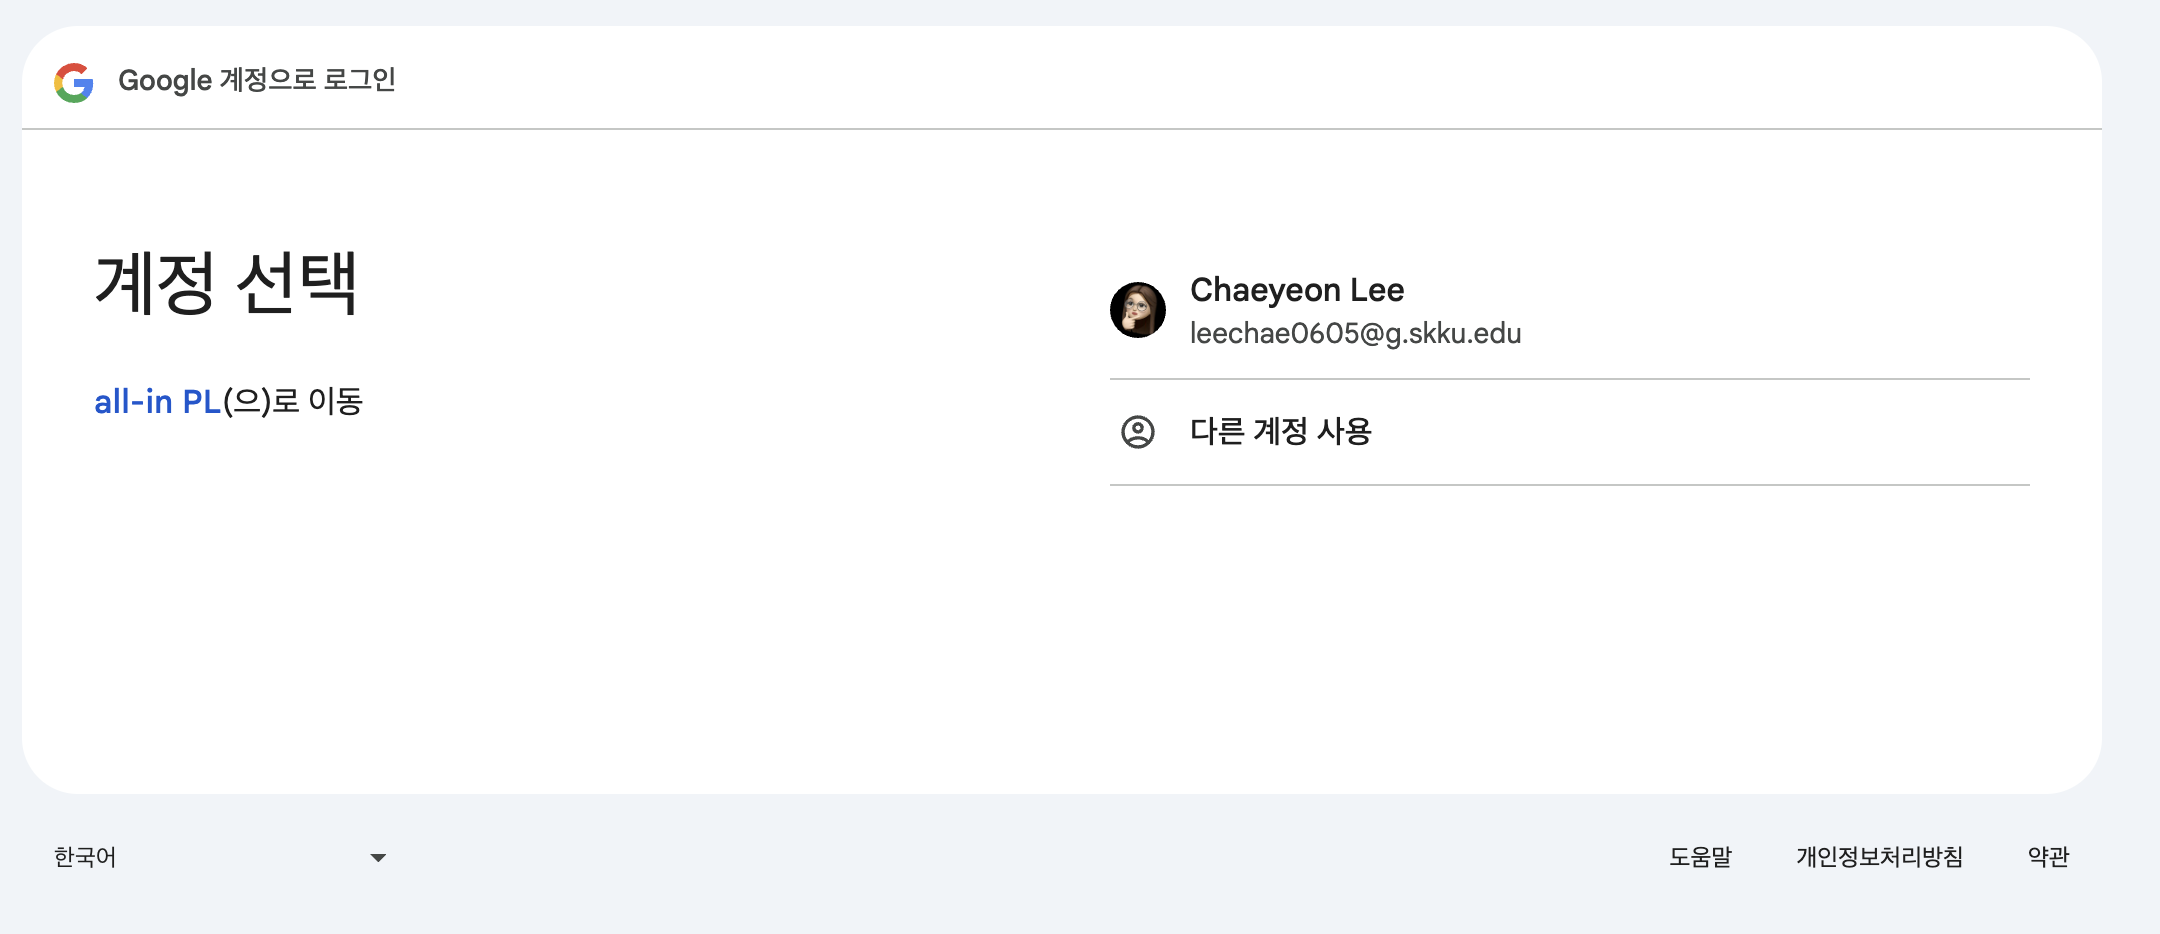 Google 계정으로 로그인
계정 선택
all-in PL(으)로 이동
Chaeyeon Lee
leechae0605@g.skku.edu
다른 계정 사용
한국어
도움말 개인정보처리방침 약관